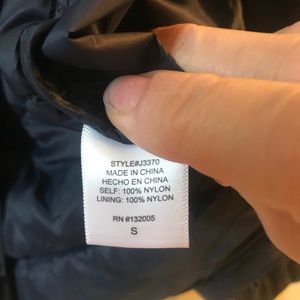 STYLE#J3370
MADE IN CHINA
HECHO EN CHINA
SELF: 100% NYLON
LINING: 100% NYLON
RN #132005
S